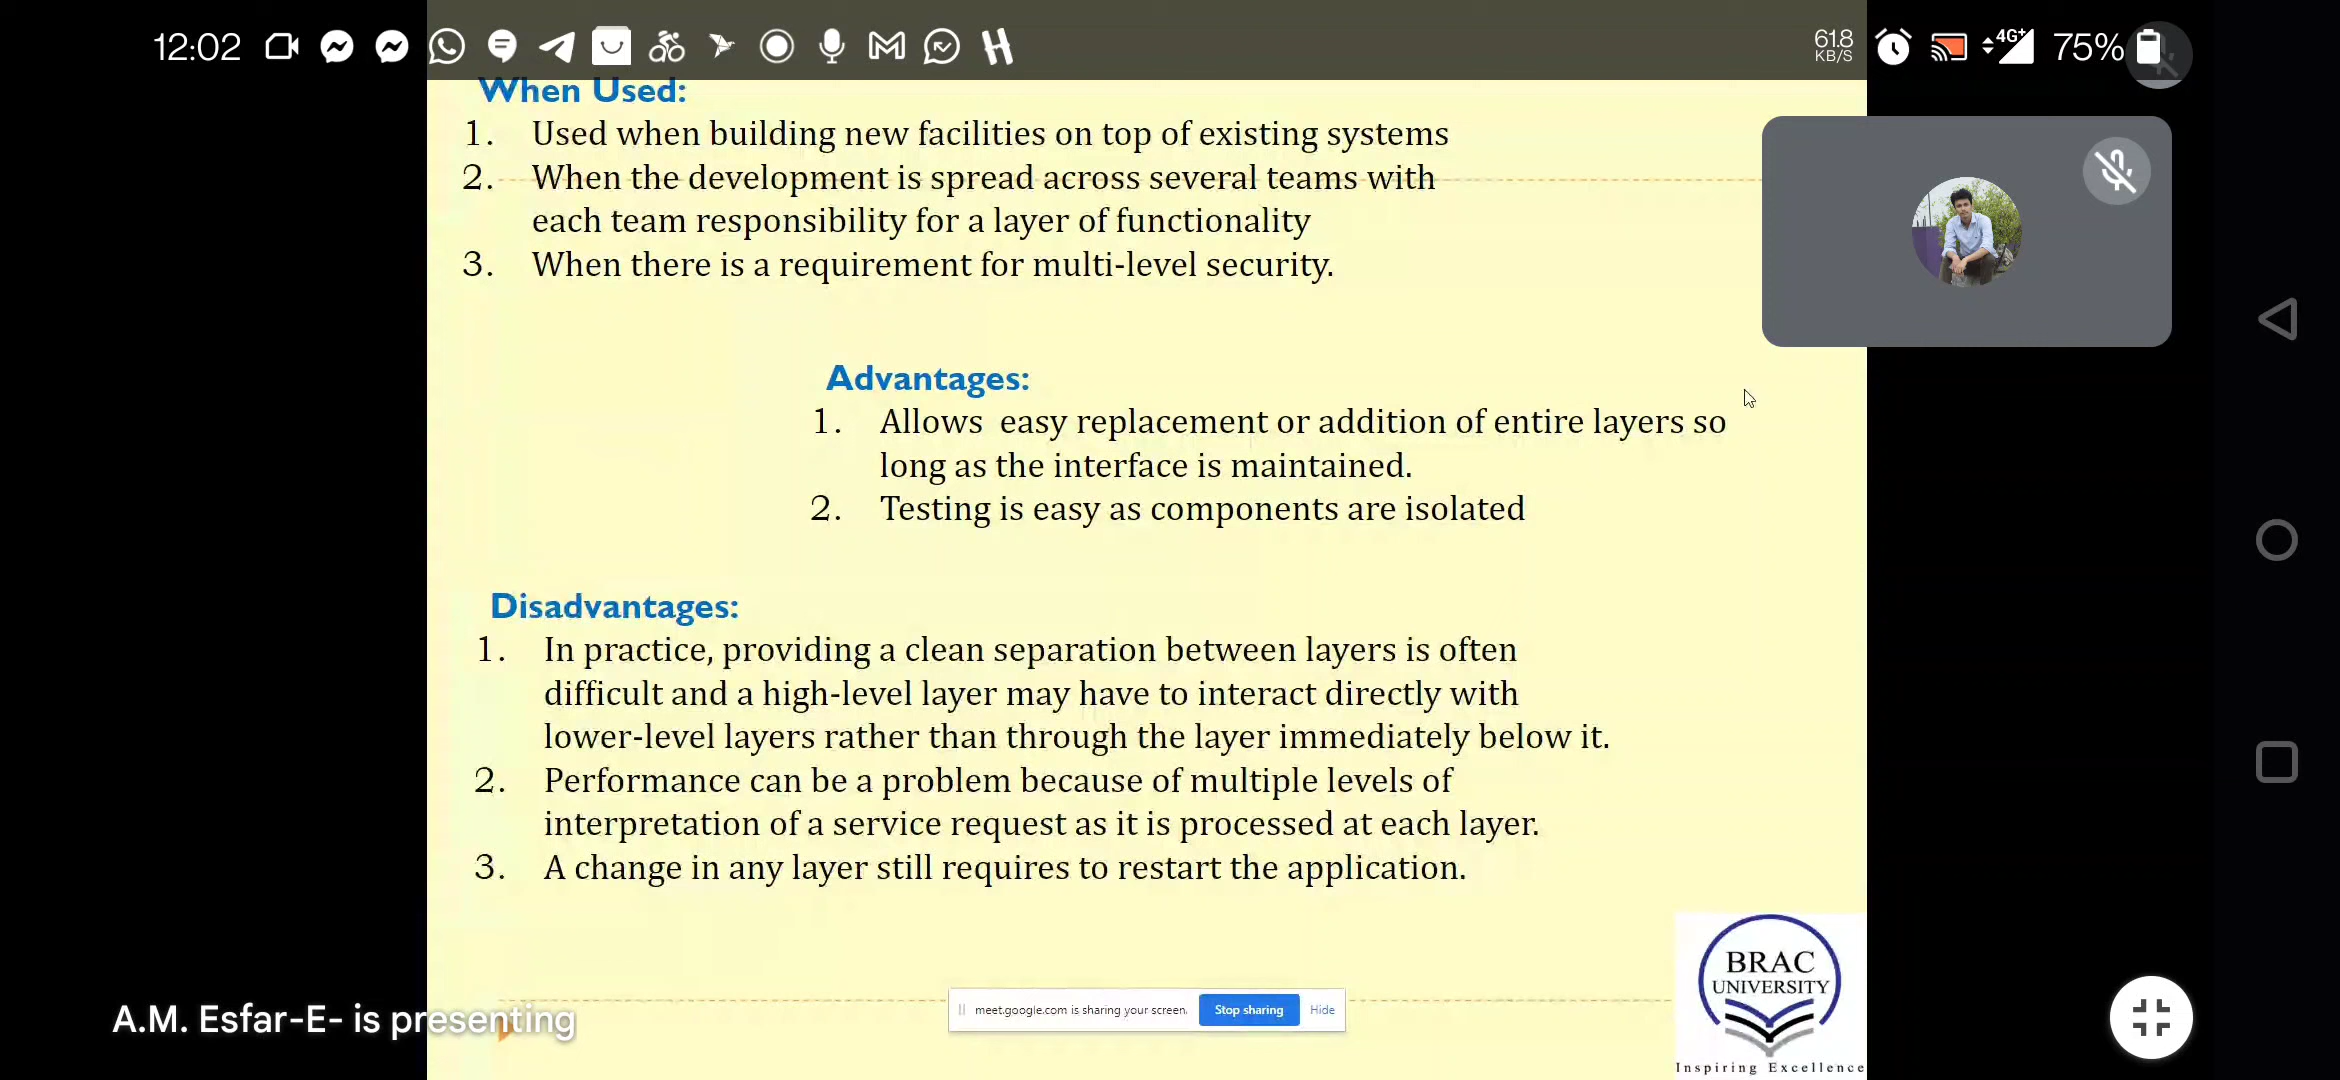 12:02
61.8
KB/S
4G+
75%
When Used:
1. Used when building new facilities on top of existing systems
2. When the development is spread across several teams with
each team responsibility for a layer of functionality
3. When there is a requirement for multi-level security.
Advantages:
1. Allows easy replacement or addition of entire layers so
long as the interface is maintained.
2. Testing is easy as components are isolated
Disadvantages:
1. In practice, providing a clean separation between layers is often
difficult and a high-level layer may have to interact directly with
lower-level layers rather than through the layer immediately below it.
2. Performance can be a problem because of multiple levels of
interpretation of a service request as it is processed at each layer.
3. A change in any layer still requires to restart the application.
BRAC
UNIVERSITY
Inspiring Excellence
meet.google.com is sharing your screen.
Stop sharing
Hide
A.M. Esfar-E- is presenting